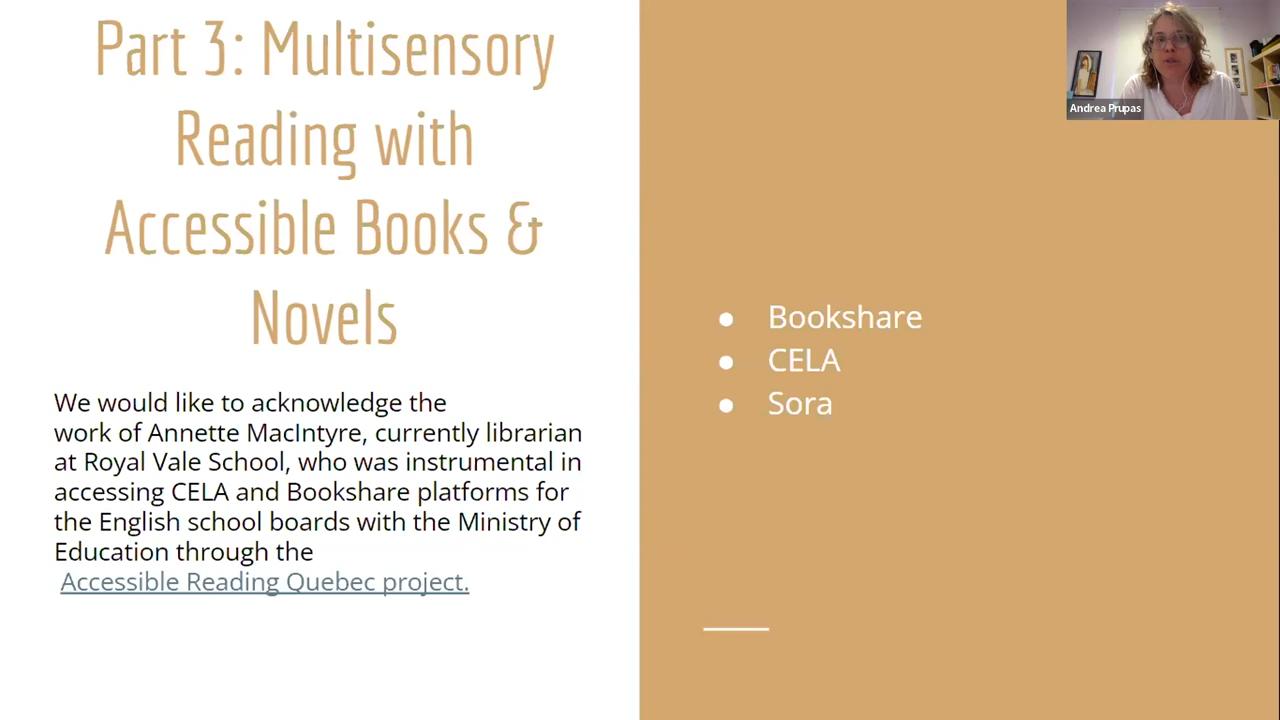 Part 3: Multisensory
Reading with
Accessible Books &
Novels
We would like to acknowledge the
work of Annette MacIntyre, currently librarian
at Royal Vale School, who was instrumental in
accessing CELA and Bookshare platforms for
the English school boards with the Ministry of
Education through the
Accessible Reading Quebec project.
● Bookshare
● CELA
● Sora
Andrea Prupas